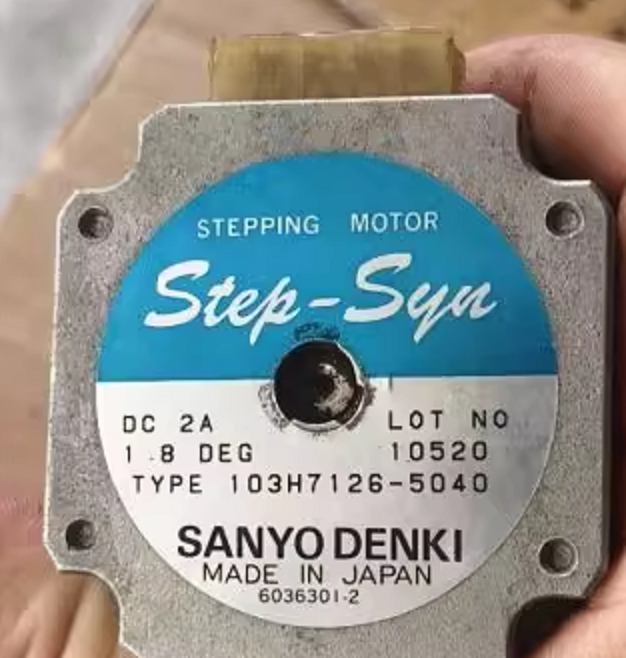 STEPPING MOTOR
Step-Syn
DC 2A LOT NO
1.8 DEG 10520
TYPE 103H7126-5040
SANYO DENKI
MADE IN JAPAN
6036301-2